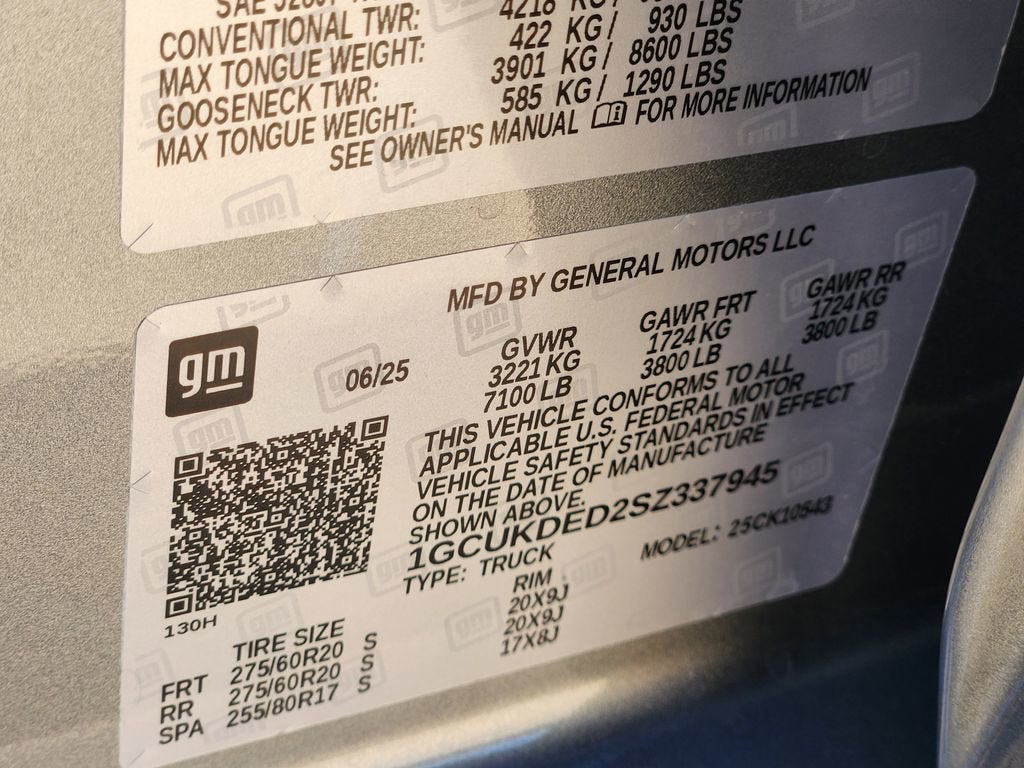 CONVENTIONAL TWR: 4218 KG/
MAX TONGUE WEIGHT: 422 KG/ 930 LBS
GOOSENECK TWR: 3901 KG/ 8600 LBS
MAX TONGUE WEIGHT: 585 KG/ 1290 LBS
SEE OWNER'S MANUAL FOR MORE INFORMATION
MFD BY GENERAL MOTORS LLC
gm
06/25
GVWR GAWR FRT GAWR RR
3221 KG 1724 KG 1724 KG
7100 LB 3800 LB 3800 LB
THIS VEHICLE CONFORMS TO ALL
APPLICABLE U.S. FEDERAL MOTOR
VEHICLE SAFETY STANDARDS IN EFFECT
ON THE DATE OF MANUFACTURE
SHOWN ABOVE.
1GCUKDED2SZ337945
TYPE: TRUCK MODEL: 25CK10543
130H
TIRE SIZE RIM
FRT 275/60R20 S 20X9J
RR 275/60R20 S 20X9J
SPA 255/80R17 S 17X8J